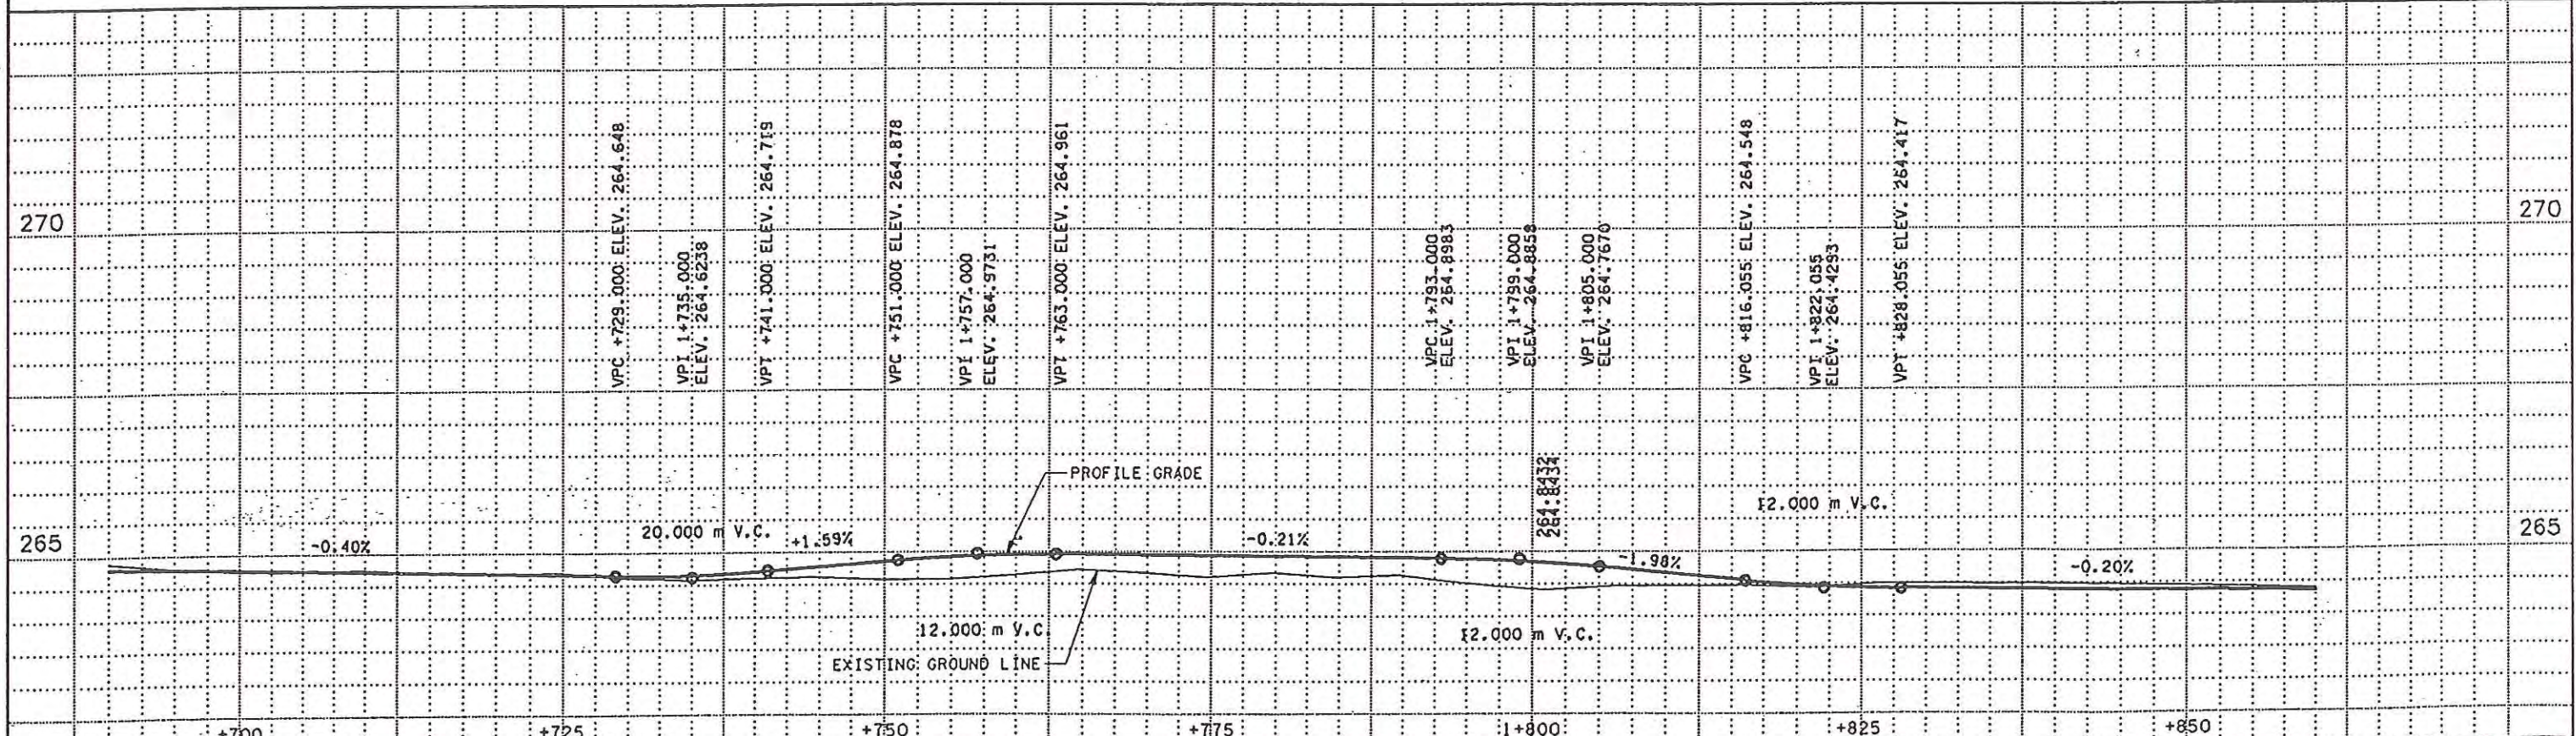 VPC +729.000 ELEV. 264.648
VPI 1+735.000
ELEV. 264.6238
VPT +741.000 ELEV. 264.719
VPC +751.000 ELEV. 264.878
VPI 1+757.000
ELEV. 264.9731
VPT +763.000 ELEV. 264.961
VPC 1+793.000
ELEV. 264.8983
VPI 1+799.000
ELEV. 264.8858
VPI 1+805.000
ELEV. 264.7670
VPC +816.055 ELEV. 264.548
VPI 1+822.055
ELEV. 264.4293
VPT +828.055 ELEV. 264.417
270
270
PROFILE GRADE
264.8432
264.8434
12.000 m V.C.
265
-0.40%
20.000 m V.C.
+1.59%
-0.21%
-1.98%
-0.20%
265
12.000 m V.C.
12.000 m V.C.
EXISTING GROUND LINE
+700
+725
+750
+775
1+800
+825
+850